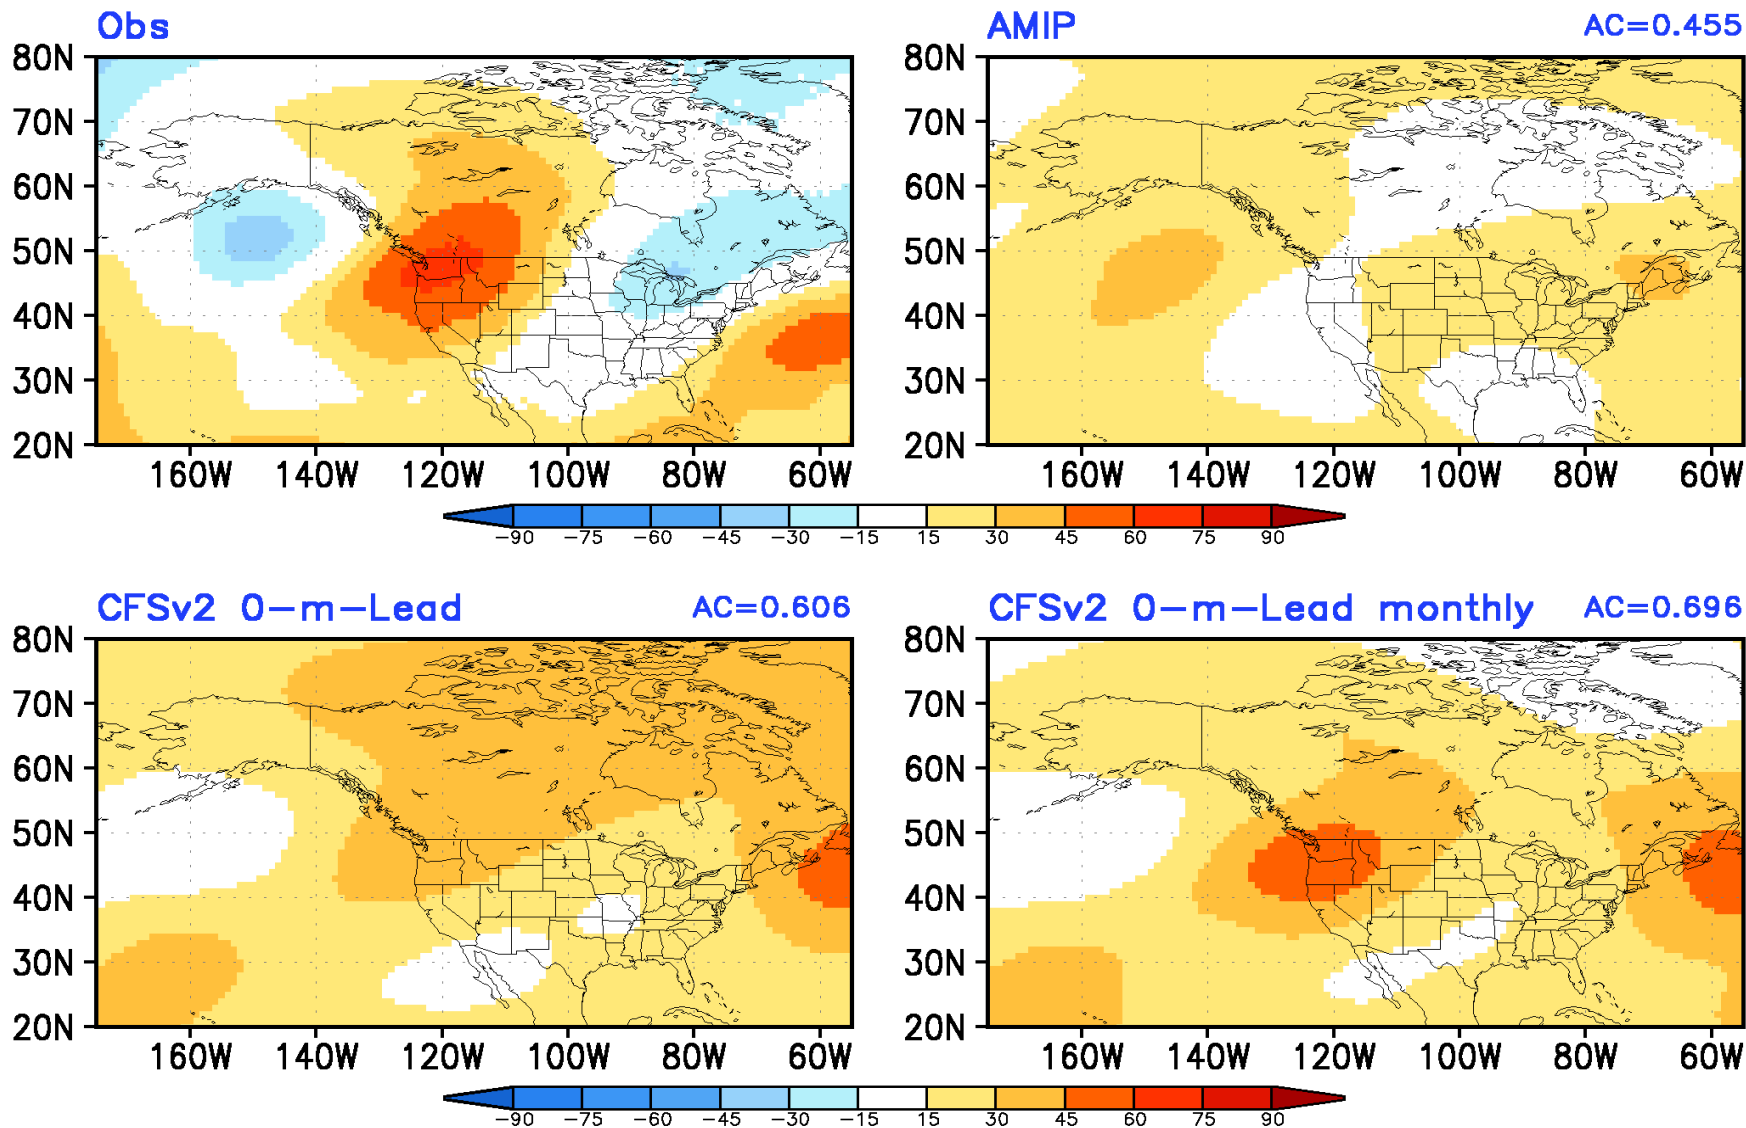 Obs
AMIP AC=0.455
80N 80N
70N 70N
60N 60N
50N 50N
40N 40N
30N 30N
20N 20N
160W 140W 120W 100W 80W 60W 160W 140W 120W 100W 80W 60W
−90 −75 −60 −45 −30 −15 15 30 45 60 75 90
CFSv2 0−m−Lead AC=0.606
CFSv2 0−m−Lead monthly AC=0.696
80N 80N
70N 70N
60N 60N
50N 50N
40N 40N
30N 30N
20N 20N
160W 140W 120W 100W 80W 60W 160W 140W 120W 100W 80W 60W
−90 −75 −60 −45 −30 −15 15 30 45 60 75 90